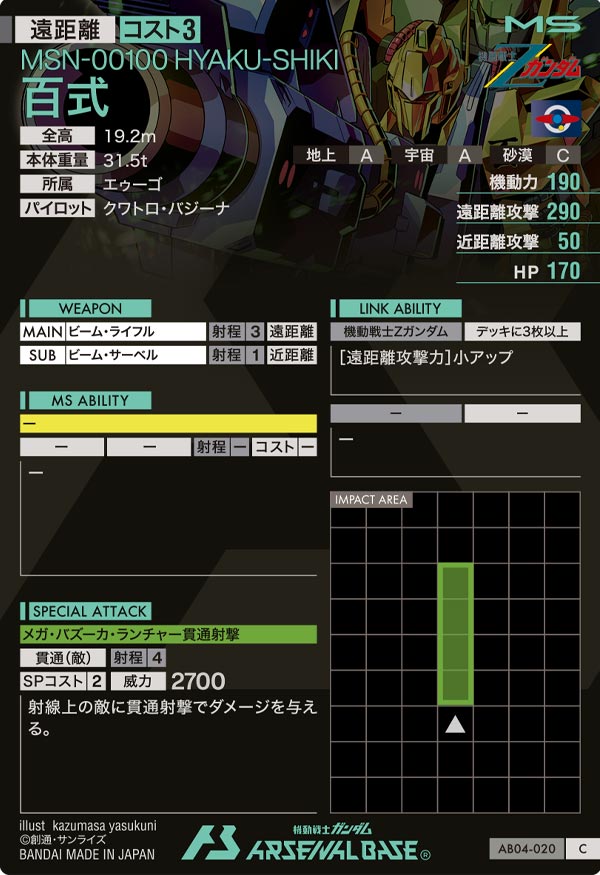 遠距離 コスト3
MS
MSN-00100 HYAKU-SHIKI
百式
機動戦士Zガンダム
全高 19.2m
本体重量 31.5t
所属 エゥーゴ
パイロット クワトロ・バジーナ
地上 A 宇宙 A 砂漠 C
機動力 190
遠距離攻撃 290
近距離攻撃 50
HP 170
WEAPON
MAIN ビーム・ライフル 射程 3 遠距離
SUB ビーム・サーベル 射程 1 近距離
MS ABILITY
ー
ー ー 射程 ー コスト ー
ー
LINK ABILITY
機動戦士Zガンダム デッキに3枚以上
[遠距離攻撃力]小アップ
ー ー
ー
IMPACT AREA
SPECIAL ATTACK
メガ・バズーカ・ランチャー貫通射撃
貫通(敵) 射程 4
SPコスト 2 威力 2700
射線上の敵に貫通射撃でダメージを与え
る。
illust kazumasa yasukuni
©創通・サンライズ
BANDAI MADE IN JAPAN
機動戦士ガンダム
AB ARSENAL BASE®
AB04-020 C